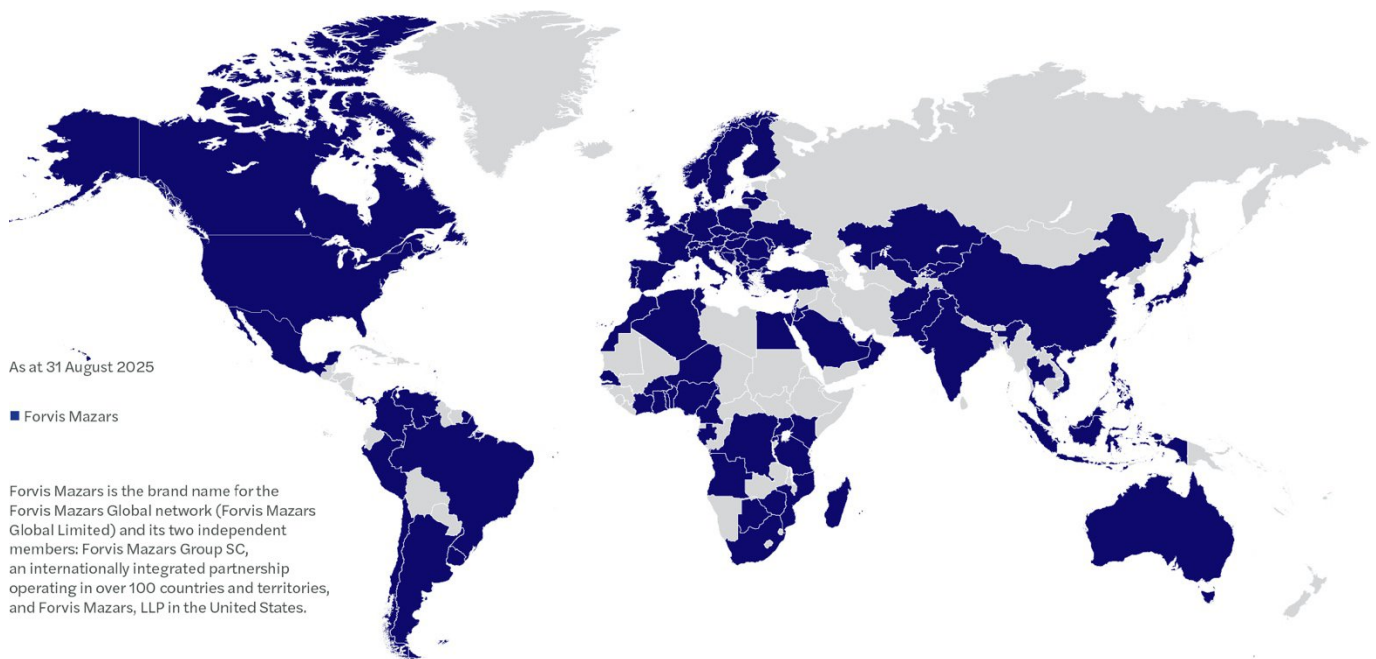 As at 31 August 2025
Forvis Mazars
Forvis Mazars is the brand name for the
Forvis Mazars Global network (Forvis Mazars
Global Limited) and its two independent
members: Forvis Mazars Group SC,
an internationally integrated partnership
operating in over 100 countries and territories,
and Forvis Mazars, LLP in the United States.